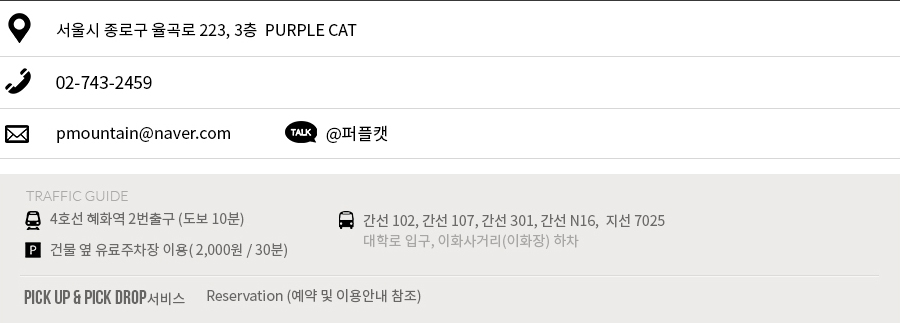 서울시 종로구 율곡로 223, 3층 PURPLE CAT
02-743-2459
pmountain@naver.com TALK @퍼플캣
TRAFFIC GUIDE
4호선 혜화역 2번출구 (도보 10분)
간선 102, 간선 107, 간선 301, 간선 N16, 지선 7025
대학로 입구, 이화사거리(이화장) 하차
P 건물 옆 유료주차장 이용( 2,000원 / 30분)
PICK UP & PICK DROP서비스 Reservation (예약 및 이용안내 참조)